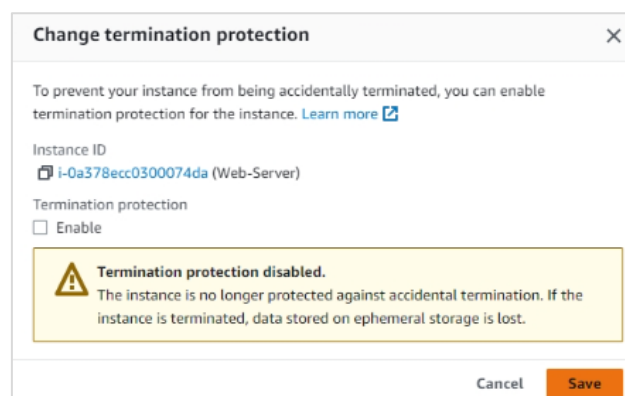 Change termination protection
To prevent your instance from being accidentally terminated, you can enable
termination protection for the instance. Learn more
Instance ID
i-0a378ecc0300074da (Web-Server)
Termination protection
Enable
Termination protection disabled.
The instance is no longer protected against accidental termination. If the
instance is terminated, data stored on ephemeral storage is lost.
Cancel Save